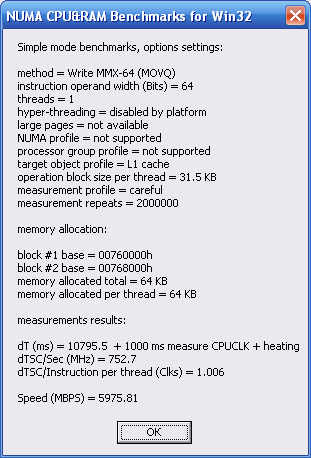 NUMA CPU&RAM Benchmarks for Win32
Simple mode benchmarks, options settings:
method = Write MMX-64 (MOVQ)
instruction operand width (Bits) = 64
threads = 1
hyper-threading = disabled by platform
large pages = not available
NUMA profile = not supported
processor group profile = not supported
target object profile = L1 cache
operation block size per thread = 31.5 KB
measurement profile = careful
measurement repeats = 2000000
memory allocation:
block #1 base = 00760000h
block #2 base = 00768000h
memory allocated total = 64 KB
memory allocated per thread = 64 KB
measurements results:
dT (ms) = 10795.5  + 1000 ms measure CPUCLK + heating
dTSC/Sec (MHz) = 752.7
dTSC/Instruction per thread (Clks) = 1.006
Speed (MBPS) = 5975.81
OK